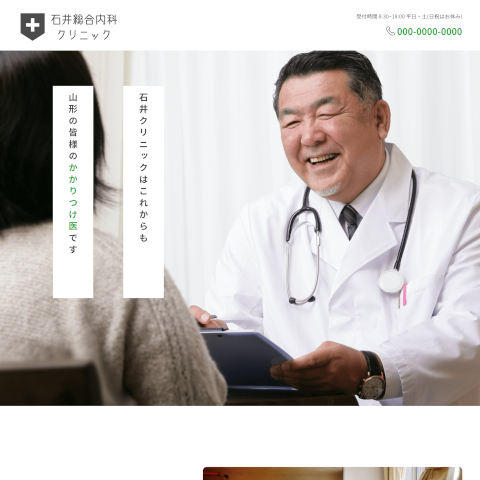 石井総合内科
クリニック
受付時間 8:30~18:00 平日・土(日祝はお休み)
000-0000-0000
石井クリニックはこれからも
山形の皆様のかかりつけ医です